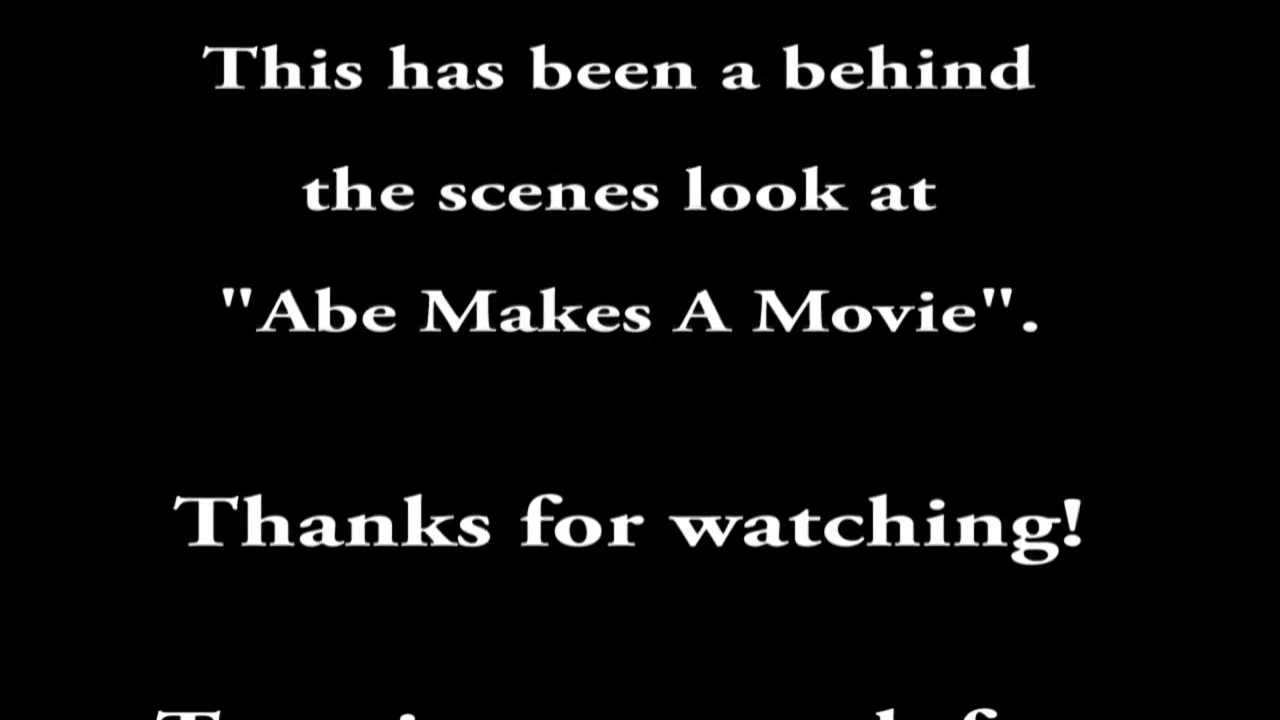 This has been a behind
the scenes look at
"Abe Makes A Movie".
Thanks for watching!